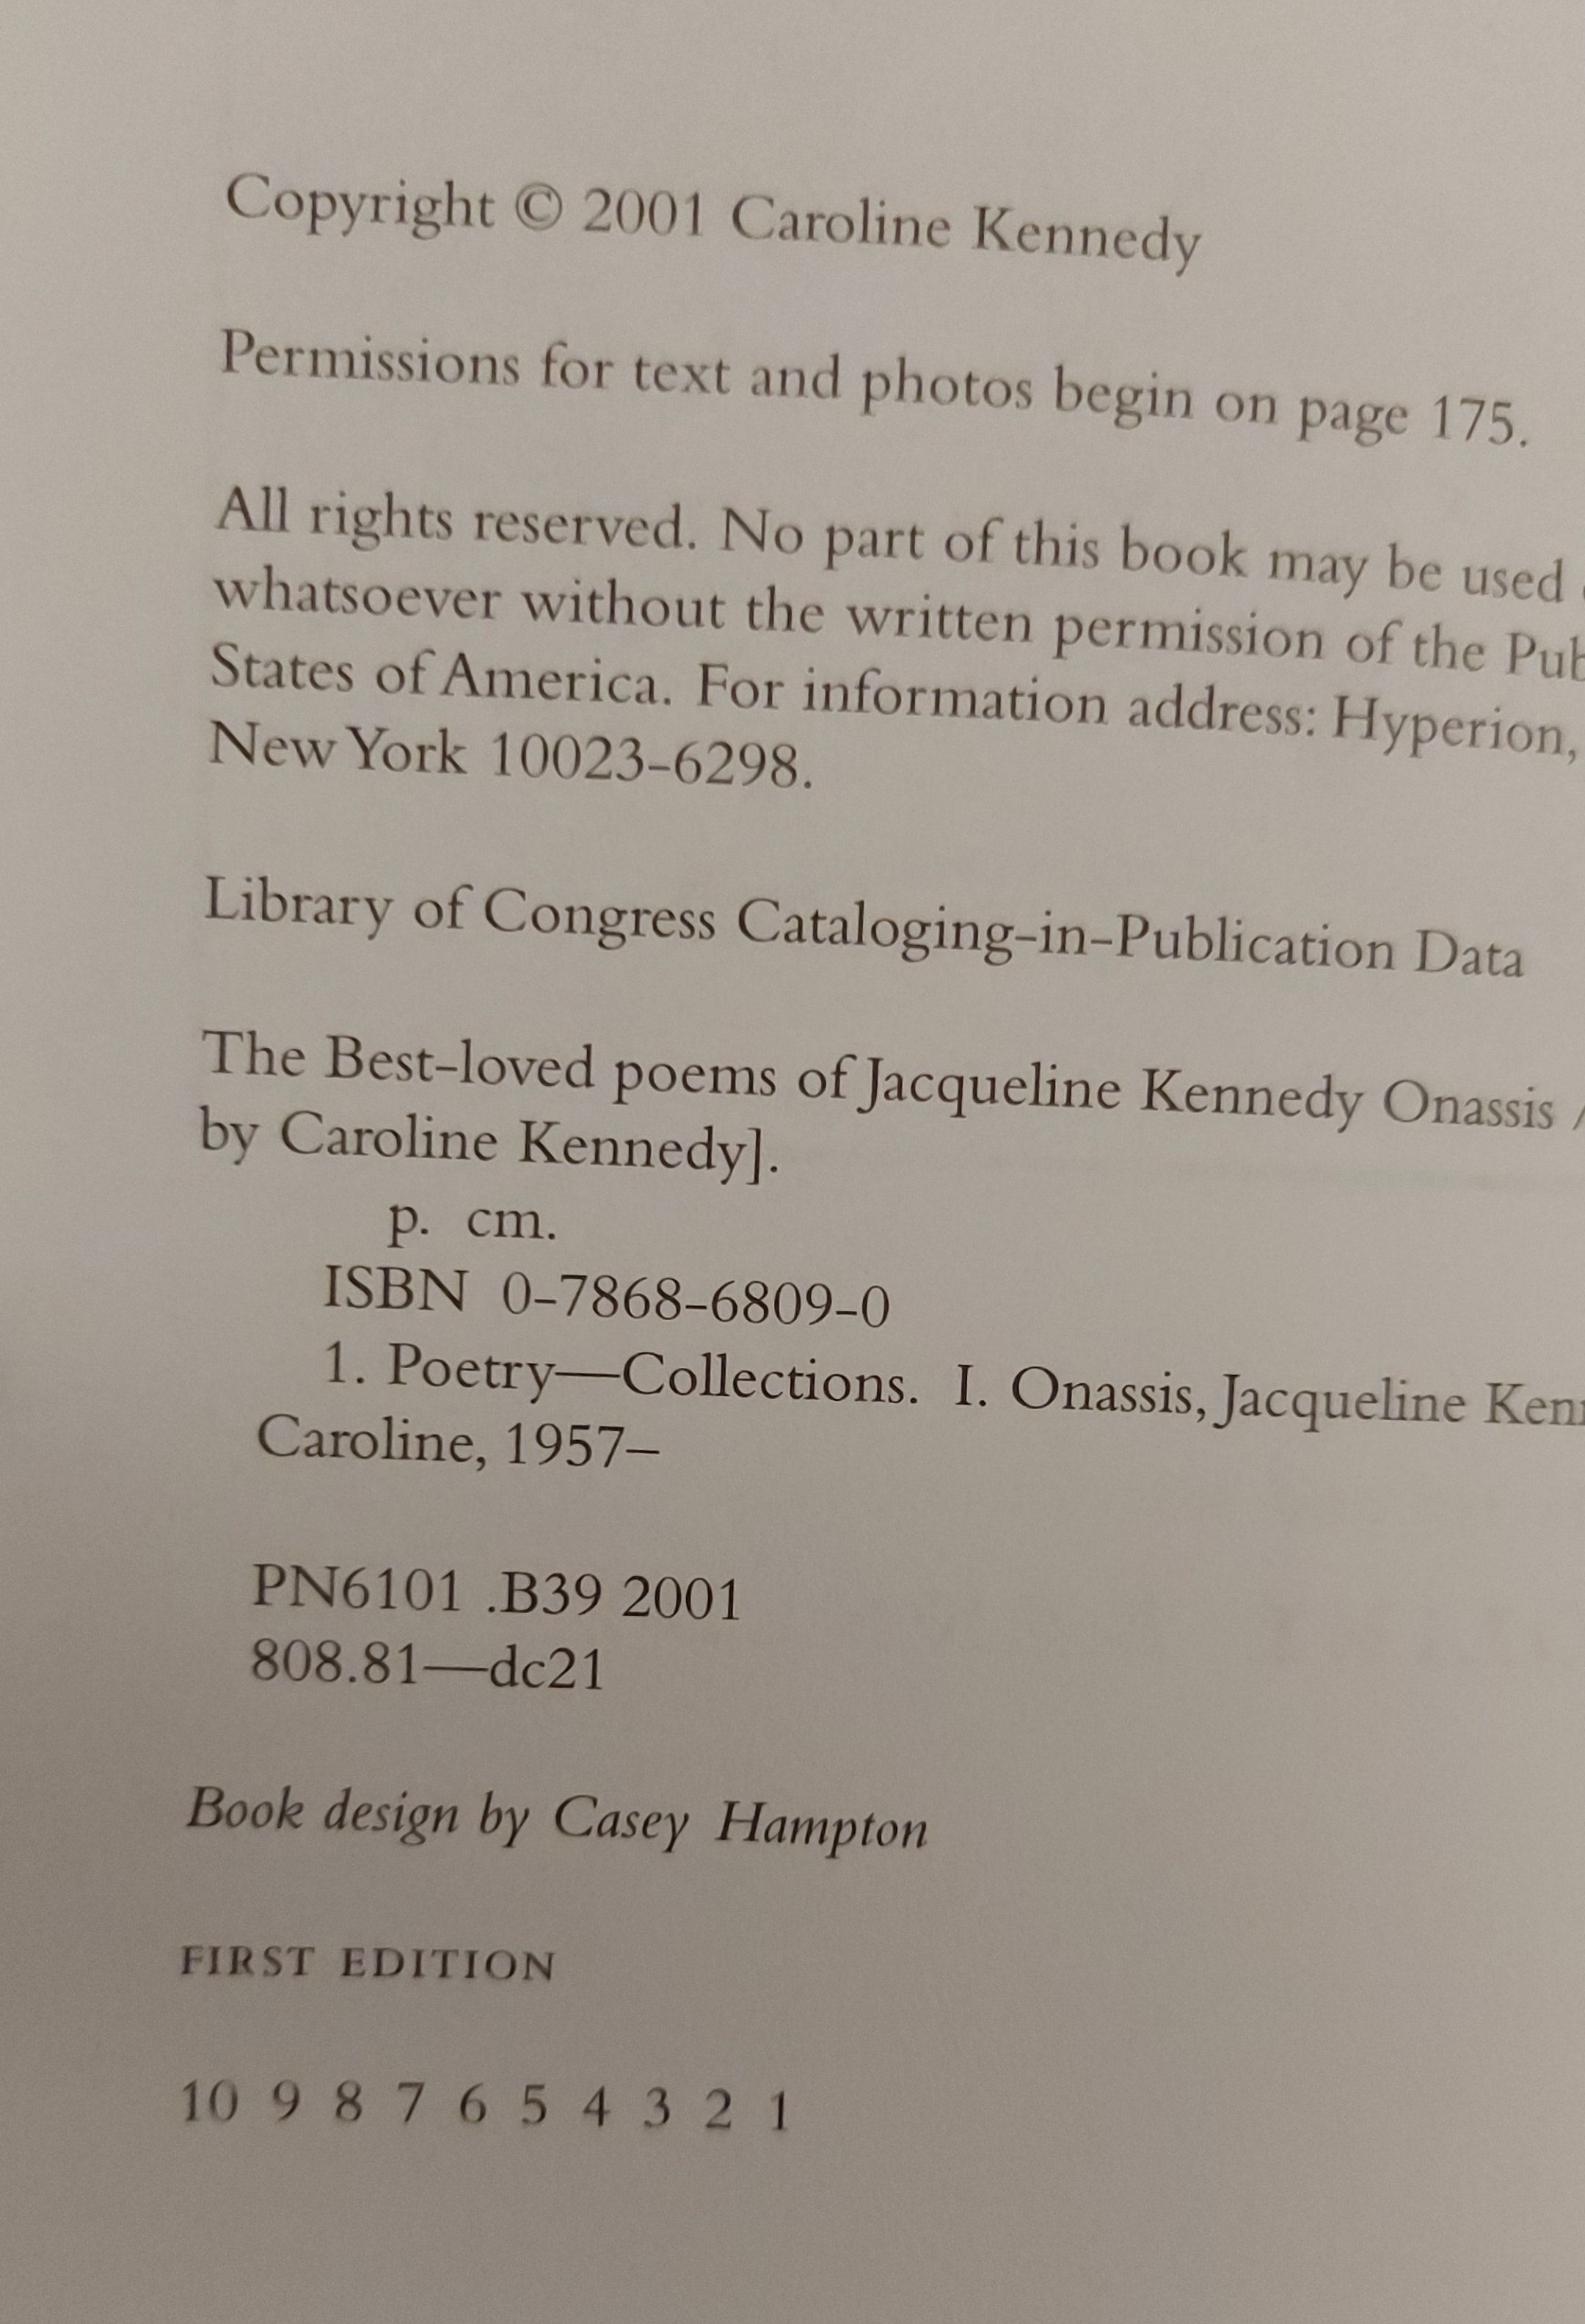 Copyright © 2001 Caroline Kennedy
Permissions for text and photos begin on page 175.
All rights reserved. No part of this book may be used
whatsoever without the written permission of the
States of America. For information address: Hyperion,
New York 10023-6298.
Library of Congress Cataloging-in-Publication Data
The Best-loved poems of Jacqueline Kennedy Onassis /
by Caroline Kennedy].
p. cm.
ISBN 0-7868-6809-0
1. Poetry—Collections. I. Onassis, Jacqueline
Caroline, 1957–
PN6101 .B39 2001
808.81—dc21
Book design by Casey Hampton
FIRST EDITION
10 9 8 7 6 5 4 3 2 1